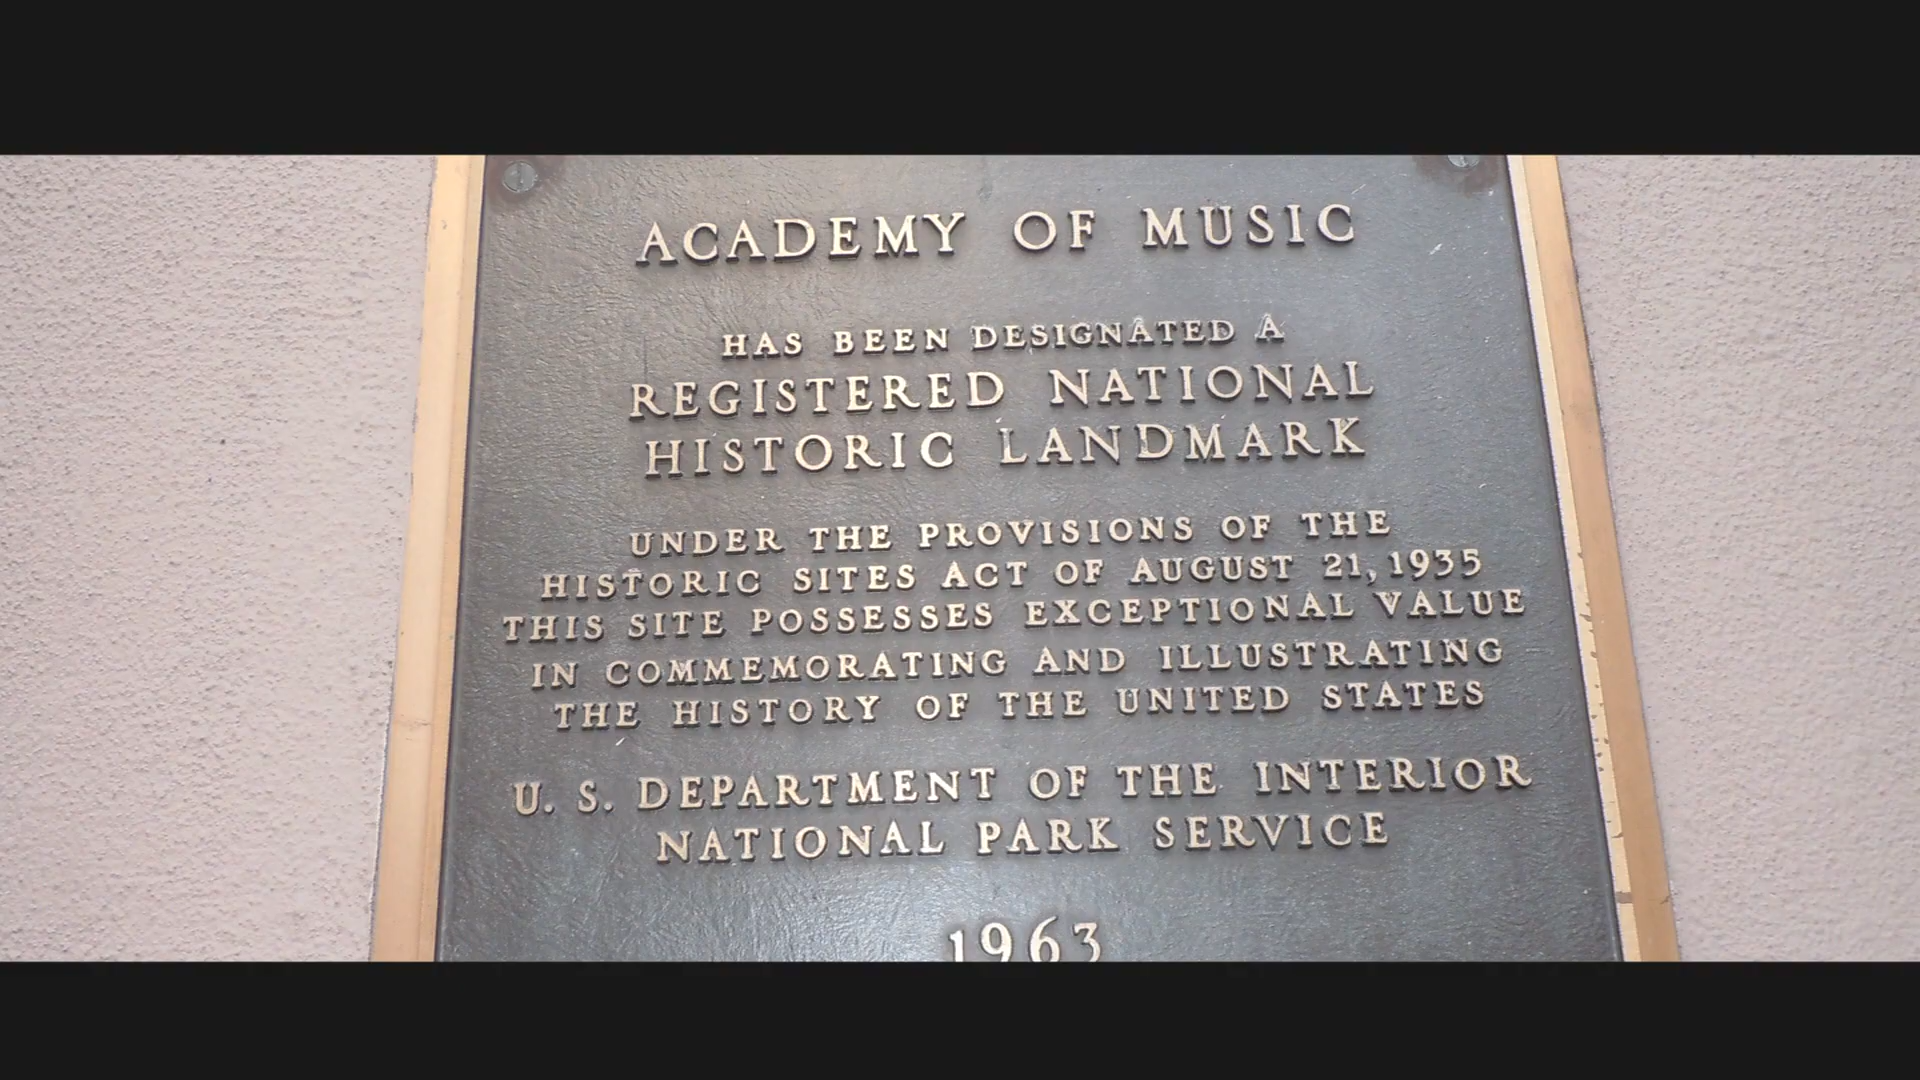 ACADEMY OF MUSIC
HAS BEEN DESIGNATED A
REGISTERED NATIONAL
HISTORIC LANDMARK
UNDER THE PROVISIONS OF THE
HISTORIC SITES ACT OF AUGUST 21, 1935
THIS SITE POSSESSES EXCEPTIONAL VALUE
IN COMMEMORATING AND ILLUSTRATING
THE HISTORY OF THE UNITED STATES
U. S. DEPARTMENT OF THE INTERIOR
NATIONAL PARK SERVICE
1963